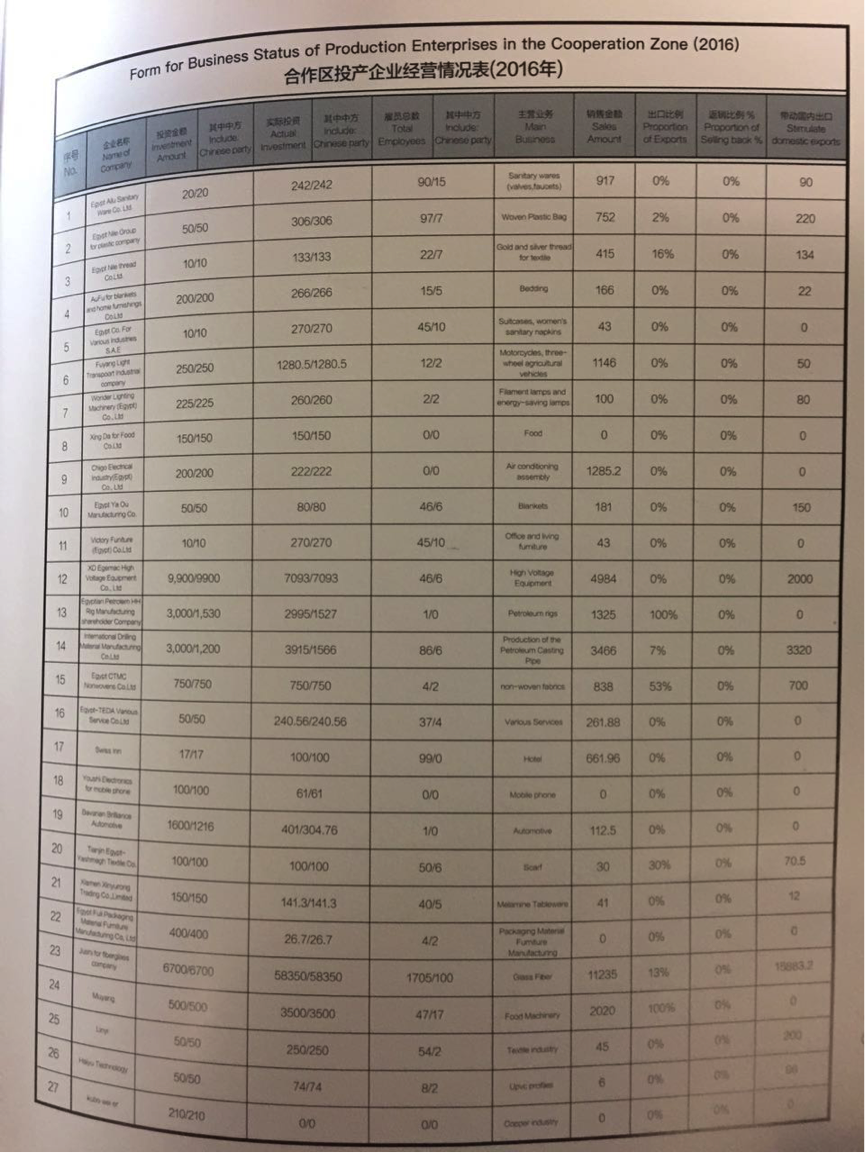 Form for Business Status of Production Enterprises in the Cooperation Zone (2016)
合作区投产企业经营情况表(2016年)
序号 No. 企业名称 Name of Company 投资金额 Investment Amount 其中中方 Include: Chinese party 实际投资 Actual Investment 其中中方 Include: Chinese party 雇员总数 Total Employees 其中中方 Include: Chinese party 主营业务 Main Business 销售金额 Sales Amount 出口比例 Proportion of Exports 返销比例 % Proportion of Selling back % 带动国内出口 Stimulate domestic exports
1 Egypt Ailu Sanitary Ware Co. Ltd. 20/20 242/242 90/15 Sanitary wares (valves,faucets) 917 0% 0% 90
2 Egypt Nile Group for plastic company 50/50 306/306 97/7 Woven Plastic Bag 752 2% 0% 220
3 Egypt Nile thread Co.Ltd. 10/10 133/133 22/7 Gold and silver thread for textile 415 16% 0% 134
4 AuFu for blankets and home furnishings Co.Ltd 200/200 266/266 15/5 Bedding 166 0% 0% 22
5 Egypt Co. For Various Industries S.A.E 10/10 270/270 45/10 Suitcases, women's sanitary napkins 43 0% 0% 0
6 Fuyang Light Transpoart Industrial company 250/250 1280.5/1280.5 12/2 Motorcycles, three-wheel agricultural vehicles 1146 0% 0% 50
7 Wonder Lighting Machinery (Egypt) Co., Ltd 225/225 260/260 2/2 Filament lamps and energy-saving lamps 100 0% 0% 80
8 Xing Da for Food Co.Ltd 150/150 150/150 0/0 Food 0 0% 0% 0
9 Chigo Electrical Industry(Egypt) Co., Ltd 200/200 222/222 0/0 Air conditioning assembly 1285.2 0% 0% 0
10 Egypt Ya Ou Manufacturing Co. 50/50 80/80 46/6 Blankets 181 0% 0% 150
11 Victory Funture (Egypt) Co.Ltd 10/10 270/270 45/10 Office and living furniture 43 0% 0% 0
12 XD Egemac High Voltage Equipment Co., Ltd 9,900/9900 7093/7093 46/6 High Voltage Equipment 4984 0% 0% 2000
13 Egyptian Petrolem HH Rig Manufacturing shareholder Company 3,000/1,530 2995/1527 1/0 Petroleum rigs 1325 100% 0% 0
14 International Drilling Material Manufacturing Co.Ltd 3,000/1,200 3915/1566 86/6 Production of the Petroleum Casting Pipe 3466 7% 0% 3320
15 Egypt CTMC Nonwovens Co.Ltd 750/750 750/750 4/2 non-woven fabrics 838 53% 0% 700
16 Egypt-TEDA Various Service Co.Ltd 50/50 240.56/240.56 37/4 Various Services 261.88 0% 0% 0
17 Swiss Inn 17/17 100/100 99/0 Hotel 661.96 0% 0% 0
18 Youshi Electronics for mobile phone 100/100 61/61 0/0 Mobile phone 0 0% 0% 0
19 Bavarian Brilliance Automotive 1600/1216 401/304.76 1/0 Automotive 112.5 0% 0% 0
20 Tianjin Egypt-Yashmagh Textile Co. 100/100 100/100 50/6 Scarf 30 30% 0% 70.5
21 Xiamen Xinyurong Trading Co.,Limited 150/150 141.3/141.3 40/5 Melamine Tableware 41 0% 0% 12
22 Egypt Fuli Packaging Material Furniture Manufacturing Co, Ltd 400/400 26.7/26.7 4/2 Packaging Material Furniture Manufacturing 0 0% 0% 0
23 Jushi for fiberglass company 6700/6700 58350/58350 1705/100 Glass Fiber 11235 13% 0%
24 Muyang 500/500 3500/3500 47/17 Food Machinery 2020 100% 0% 0
25 Linyi 50/50 250/250 54/2 Textile industry 45 0% 0% 200
26 Technology 50/50 74/74 8/2 Upvc profiles 6 0% 0%
27 210/210 0/0 0/0 Copper industry 0 0% 0% 0